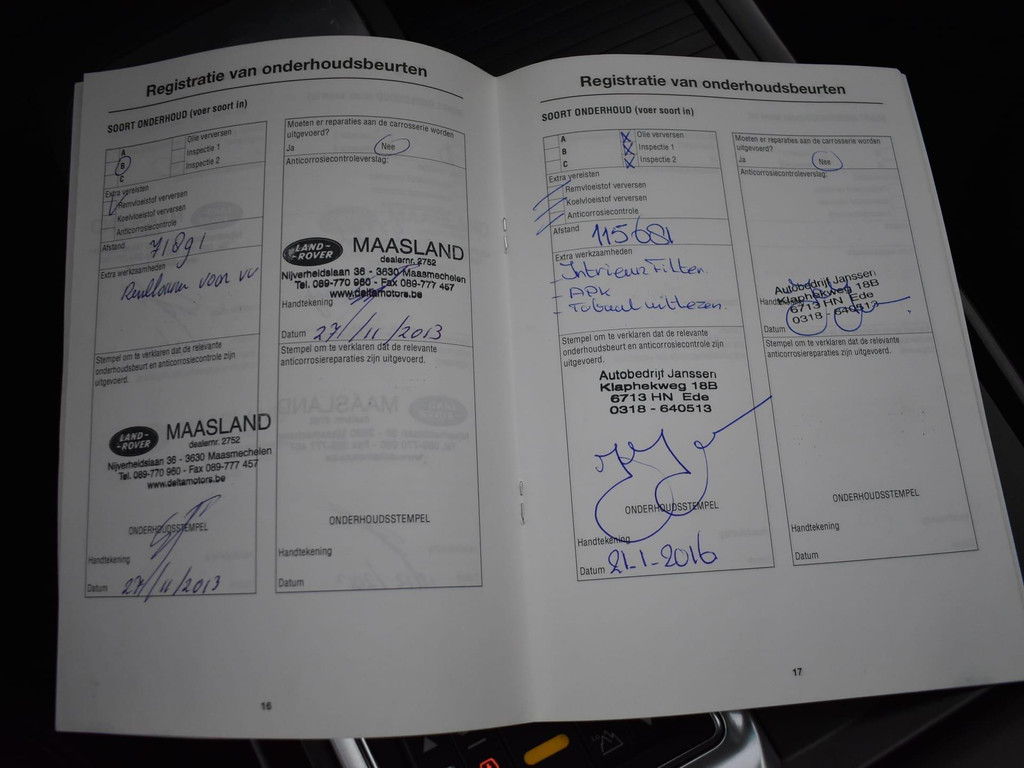 Registratie van onderhoudsbeurten
SOORT ONDERHOUD (voer soort in)
A
B
C
Olie verversen
Inspectie 1
Inspectie 2
Extra vereisten
Remvloeistof verversen
Koelvloeistof verversen
Anticorrosiecontrole
Afstand 71891
Extra werkzaamheden
voor
Stempel om te verklaren dat de relevante
onderhoudsbeurt en anticorrosiecontrole zijn
uitgevoerd.
LAND-
ROVER
MAASLAND
dealernr. 2752
Nijverheidslaan 36 - 3630 Maasmechelen
Tel. 089-770 960 - Fax 089-777 457
www.deltamotors.be
ONDERHOUDSSTEMPEL
Handtekening
Datum 27/11/2013
Moeten er reparaties aan de carrosserie worden
uitgevoerd?
Ja Nee
Anticorrosiecontroleverslag:
LAND-
ROVER
MAASLAND
dealernr. 2752
Nijverheidslaan 36 - 3630 Maasmechelen
Tel. 089-770 960 - Fax 089-777 457
www.deltamotors.be
Handtekening
Datum 27/11/2013
Stempel om te verklaren dat de relevante
anticorrosiereparaties zijn uitgevoerd.
ONDERHOUDSSTEMPEL
Handtekening
Datum
16
Registratie van onderhoudsbeurten
SOORT ONDERHOUD (voer soort in)
A
B
C
X Olie verversen
X Inspectie 1
X Inspectie 2
Extra vereisten
Remvloeistof verversen
Koelvloeistof verversen
Anticorrosiecontrole
Afstand 115681
Extra werkzaamheden
- Intrieur Filter.
- APK
- Totaal uitlezen.
Stempel om te verklaren dat de relevante
onderhoudsbeurt en anticorrosiecontrole zijn
uitgevoerd.
Autobedrijf Janssen
Klaphekweg 18B
6713 HN Ede
0318 - 640513
ONDERHOUDSSTEMPEL
Handtekening
Datum 21-1-2016
Moeten er reparaties aan de carrosserie worden
uitgevoerd?
Ja Nee
Anticorrosiecontroleverslag:
Autobedrijf Janssen
Klaphekweg 18B
6713 HN Ede
0318 - 640513
Datum
Stempel om te verklaren dat de relevante
anticorrosiereparaties zijn uitgevoerd.
ONDERHOUDSSTEMPEL
Handtekening
Datum
17